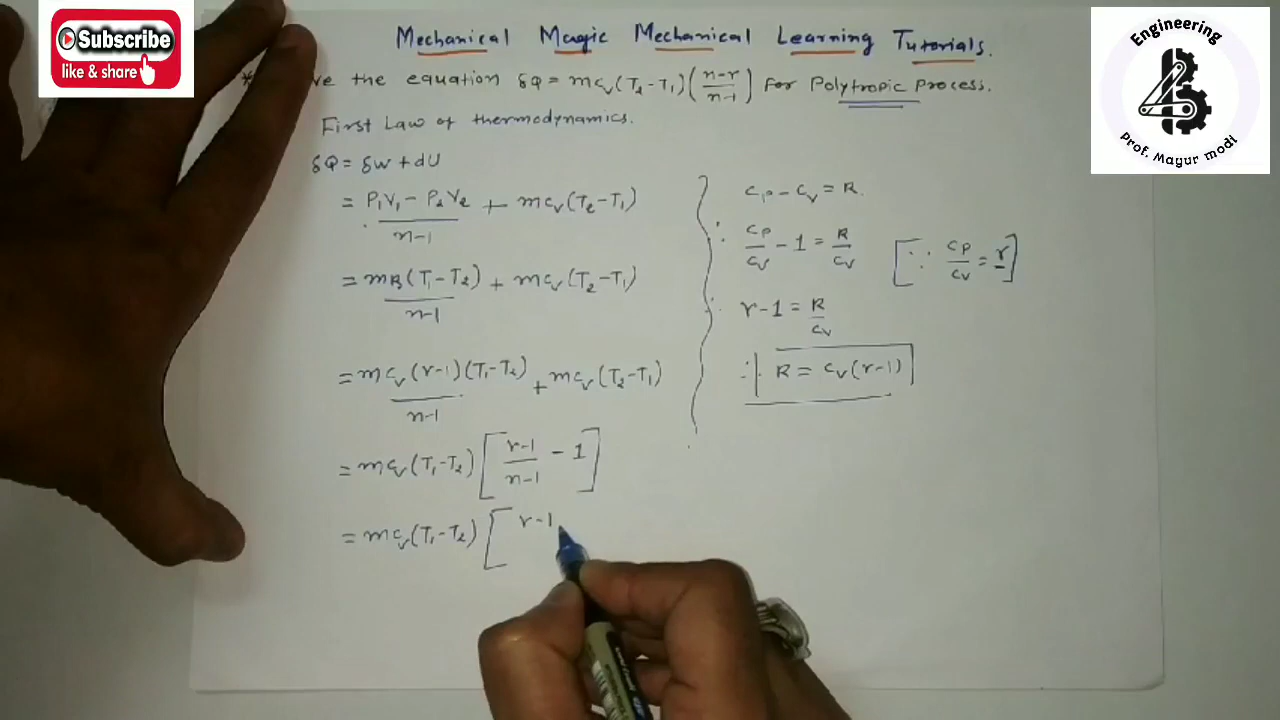 Subscribe
like & share
Engineering
Prof. Mayur modi
Mechanical Magic Mechanical Learning Tutorials.
* ve the equation δQ = mcv(T2-T1)(n-r/n-1) For Polytropic Process.
First Law of thermodynamics.
δQ = δw + dU
= P1V1 - P2V2/n-1 + mcv(T2-T1)
= mR(T1-T2)/n-1 + mcv(T2-T1)
= mcv(r-1)(T1-T2)/n-1 + mcv(T2-T1)
= mcv(T1-T2)[r-1/n-1 - 1]
= mcv(T1-T2)[r-1
cp - cv = R.
∴ cp/cv - 1 = R/cv [∵ cp/cv = r]
∴ r-1 = R/cv
∴ R = cv(r-1)